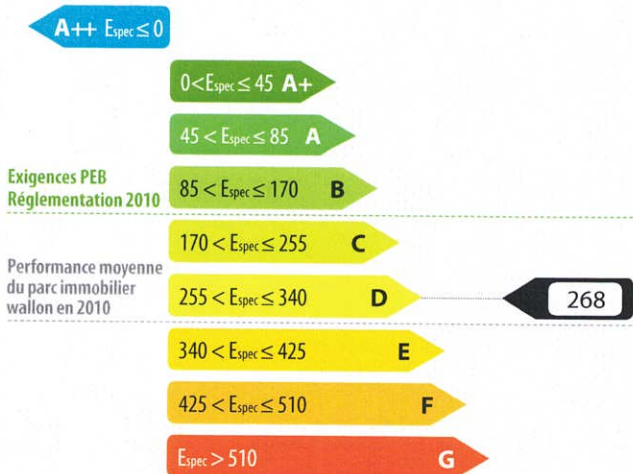 A++ Espec ≤ 0
0 < Espec ≤ 45 A+
45 < Espec ≤ 85 A
Exigences PEB
Réglementation 2010
85 < Espec ≤ 170 B
170 < Espec ≤ 255 C
Performance moyenne
du parc immobilier
wallon en 2010
255 < Espec ≤ 340 D
268
340 < Espec ≤ 425 E
425 < Espec ≤ 510 F
Espec > 510 G